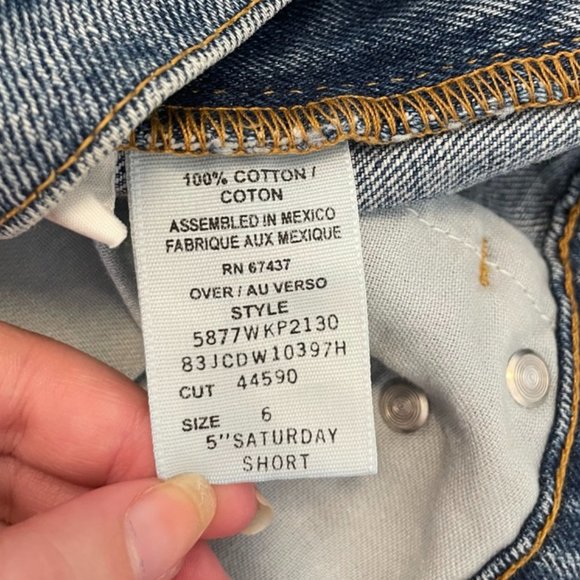 100% COTTON /
COTON
ASSEMBLED IN MEXICO
FABRIQUE AUX MEXIQUE
RN 67437
OVER / AU VERSO
STYLE
5877WKP2130
83JCDW10397H
CUT 44590
SIZE 6
5"SATURDAY
SHORT